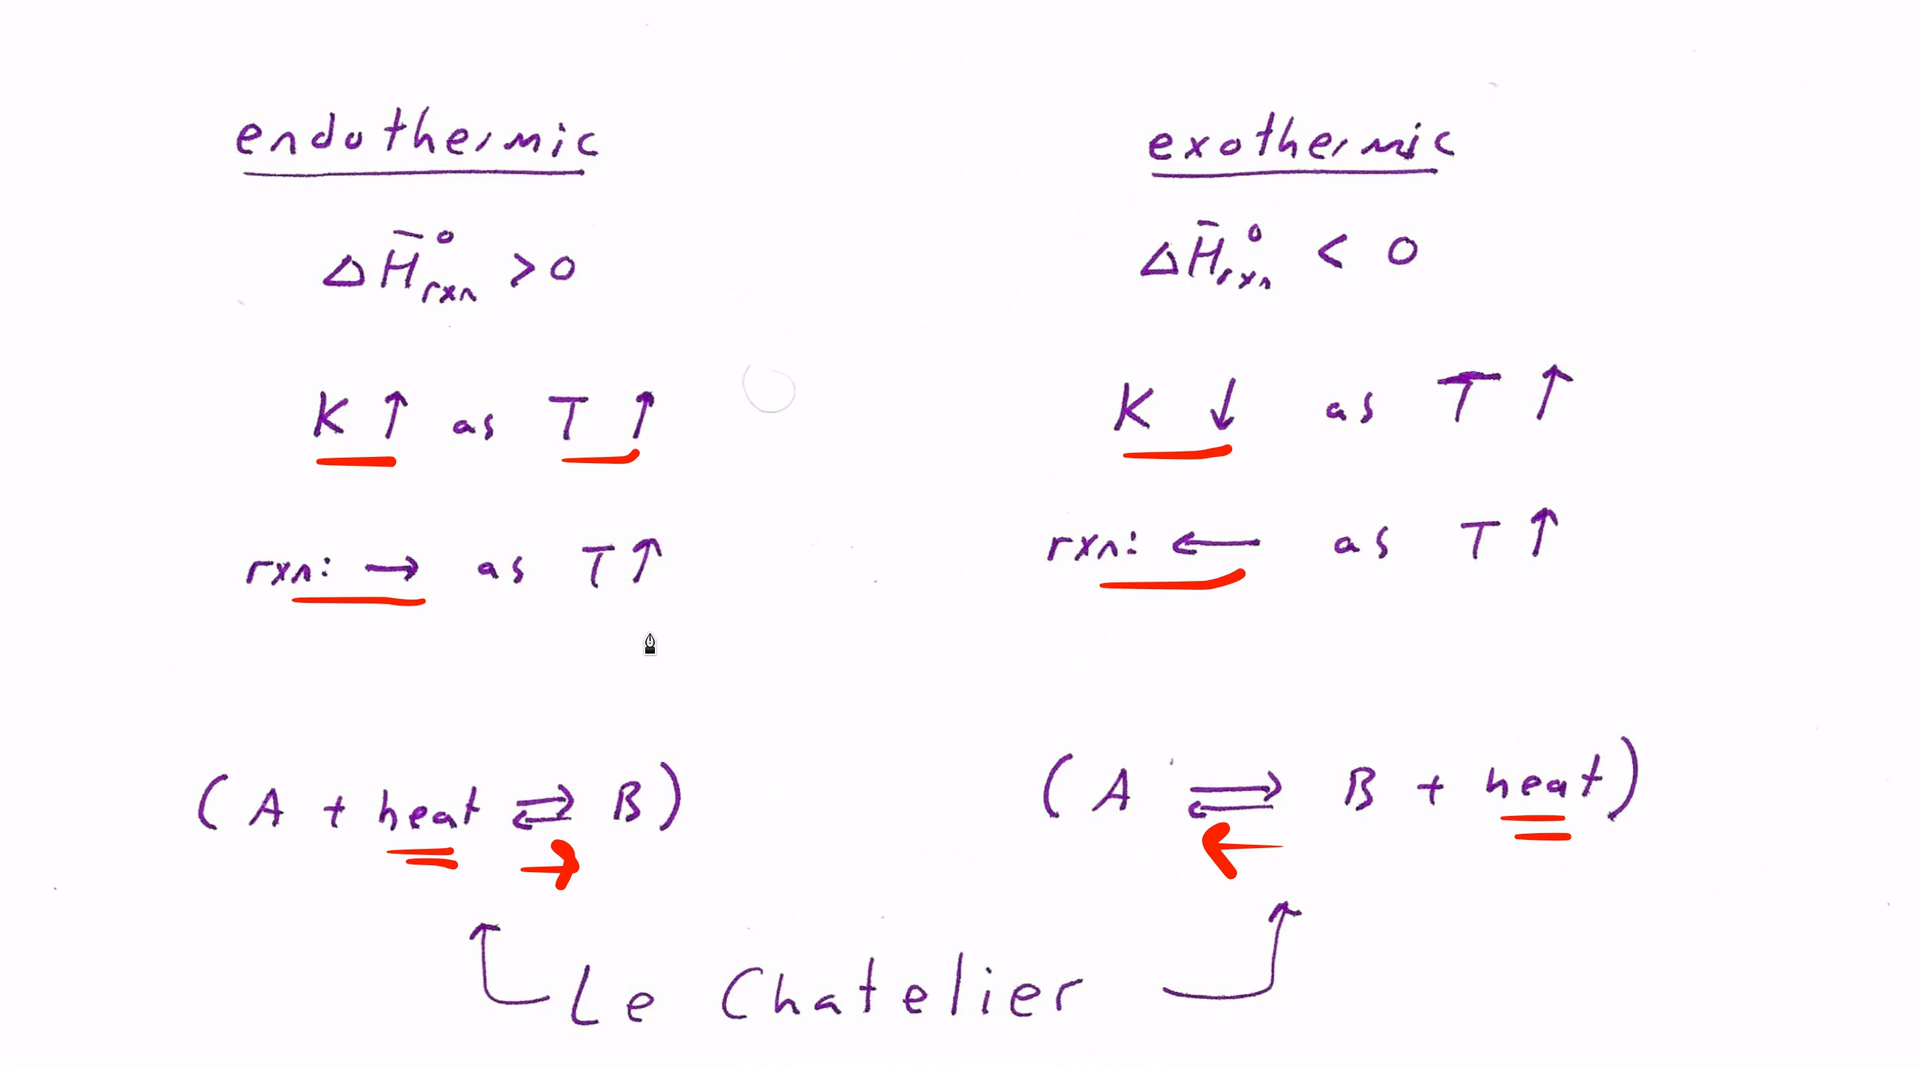 endothermic
ΔH̄°rxn > 0
K ↑ as T ↑
rxn: → as T ↑
(A + heat ⇌ B)
exothermic
ΔH̄°rxn < 0
K ↓ as T ↑
rxn: ← as T ↑
(A ⇌ B + heat)
Le Chatelier